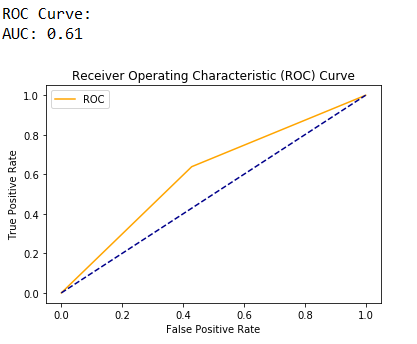 ROC Curve:
AUC: 0.61
Receiver Operating Characteristic (ROC) Curve
ROC
True Positive Rate
1.0
0.8
0.6
0.4
0.2
0.0
0.0 0.2 0.4 0.6 0.8 1.0
False Positive Rate